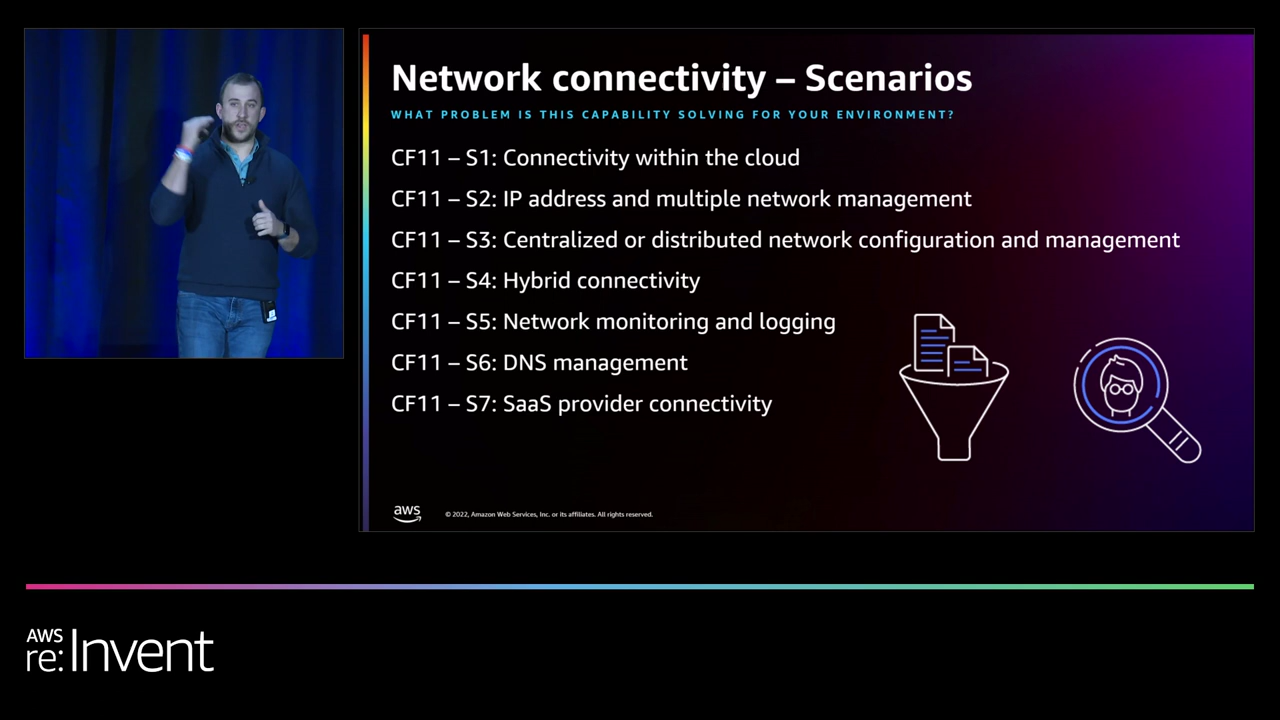 Network connectivity – Scenarios
WHAT PROBLEM IS THIS CAPABILITY SOLVING FOR YOUR ENVIRONMENT?
CF11 – S1: Connectivity within the cloud
CF11 – S2: IP address and multiple network management
CF11 – S3: Centralized or distributed network configuration and management
CF11 – S4: Hybrid connectivity
CF11 – S5: Network monitoring and logging
CF11 – S6: DNS management
CF11 – S7: SaaS provider connectivity
aws
© 2022, Amazon Web Services, Inc. or its affiliates. All rights reserved.
AWS
re:Invent